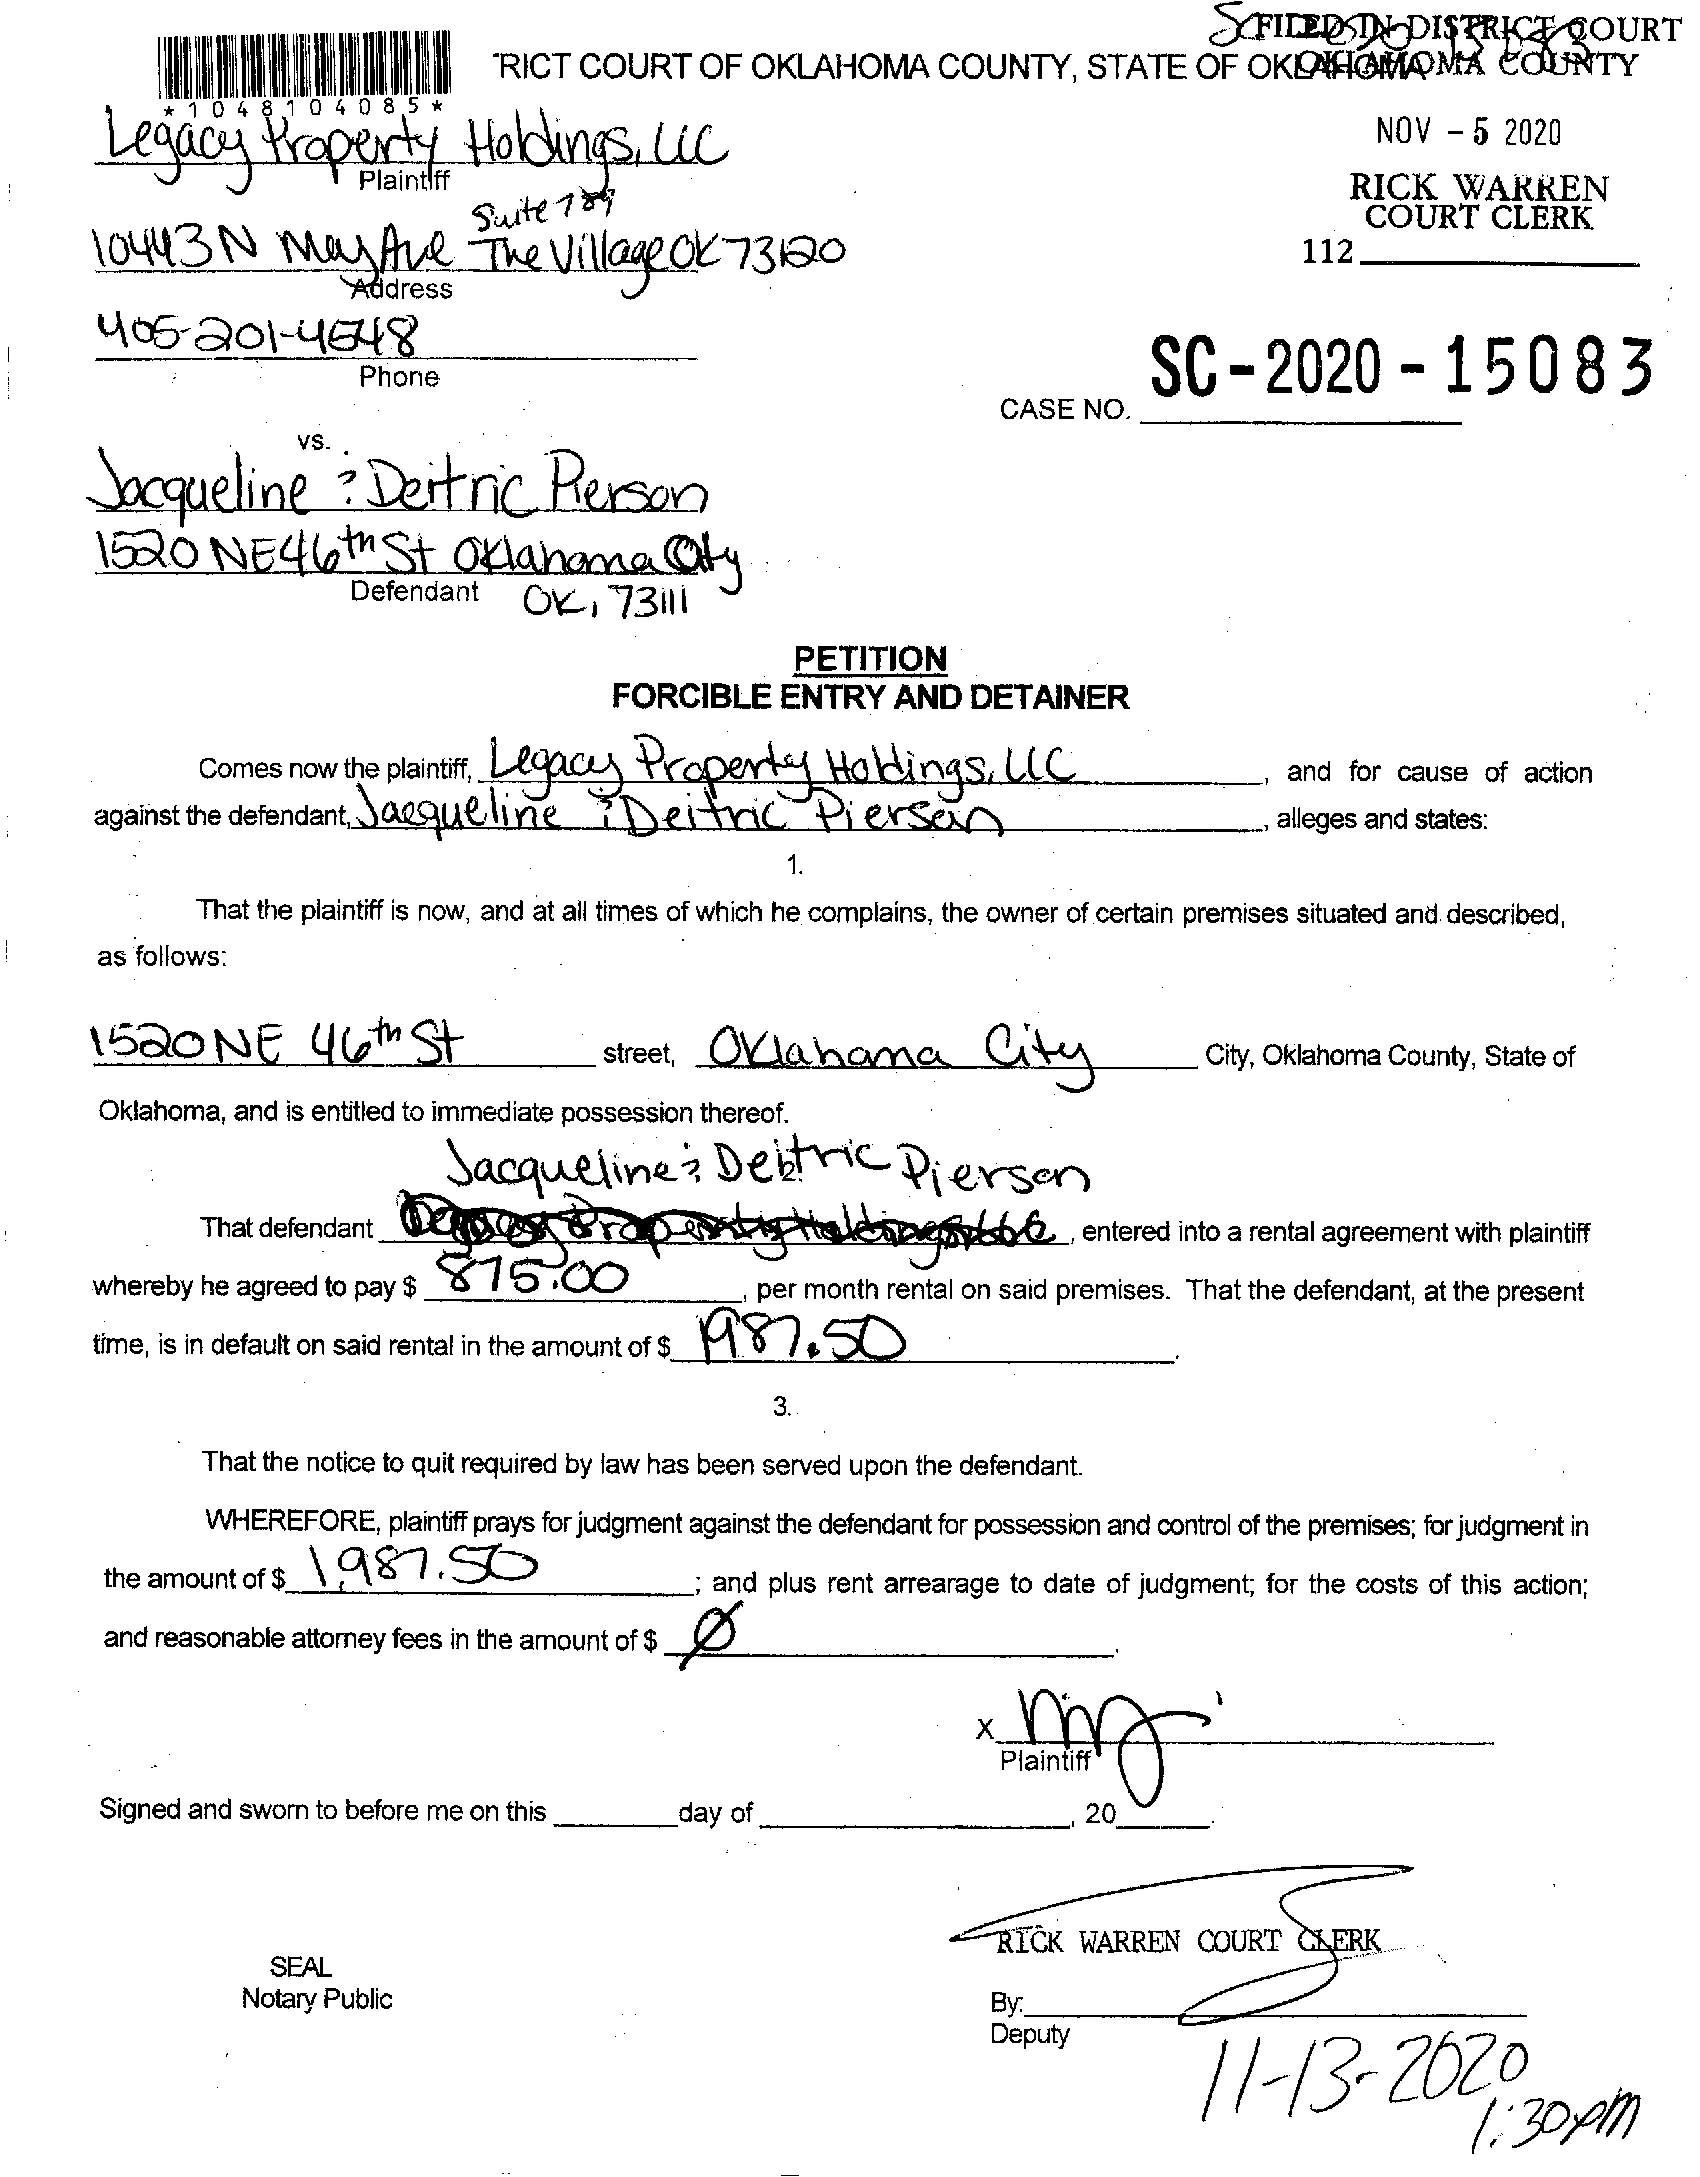 FILED IN DISTRICT COURT
OKLAHOMA COUNTY
*1048104085*
TRICT COURT OF OKLAHOMA COUNTY, STATE OF OKLAHOMA
NOV - 5 2020
RICK WARREN
COURT CLERK
112
Legacy Property Holdings, LLC
Plaintiff
Suite 189
10443 N May Ave The Village OK 73120
Address
405-201-4548
Phone
SC-2020-15083
CASE NO.
vs.
Jacqueline & Deitric Pierson
1520 NE 46th St Oklahoma City
Defendant OK, 73111
PETITION
FORCIBLE ENTRY AND DETAINER
Comes now the plaintiff, Legacy Property Holdings, LLC, and for cause of action
against the defendant, Jacqueline & Deitric Pierson, alleges and states:
1.
That the plaintiff is now, and at all times of which he complains, the owner of certain premises situated and described,
as follows:
1520 NE 46th St street, Oklahoma City City, Oklahoma County, State of
Oklahoma, and is entitled to immediate possession thereof.
Jacqueline & Deitric Pierson
That defendant , entered into a rental agreement with plaintiff
whereby he agreed to pay $ 875.00, per month rental on said premises. That the defendant, at the present
time, is in default on said rental in the amount of $ 1987.50.
3.
That the notice to quit required by law has been served upon the defendant.
WHEREFORE, plaintiff prays for judgment against the defendant for possession and control of the premises; for judgment in
the amount of $ 1,987.50; and plus rent arrearage to date of judgment; for the costs of this action;
and reasonable attorney fees in the amount of $ Ø.
X
Plaintiff
Signed and sworn to before me on this day of , 20 .
RICK WARREN COURT CLERK
SEAL
Notary Public
By:
Deputy
11-13-2020
1:30pm